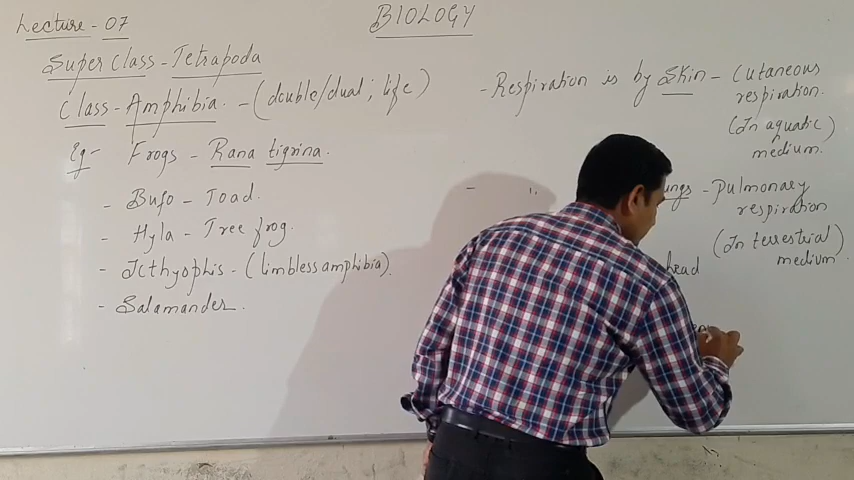 Lecture - 07
BIOLOGY
Super Class - Tetrapoda
Class - Amphibia. - (double/dual; life)
Eg - Frogs - Rana tigrina.
- Bufo - Toad.
- Hyla - Tree frog.
- Icthyophis - (limbless amphibia).
- Salamander.
- Respiration is by Skin - Cutaneous
respiration.
(In aquatic)
medium.
- " ungs - Pulmonary
respiration
(In terrestrial)
medium.
head